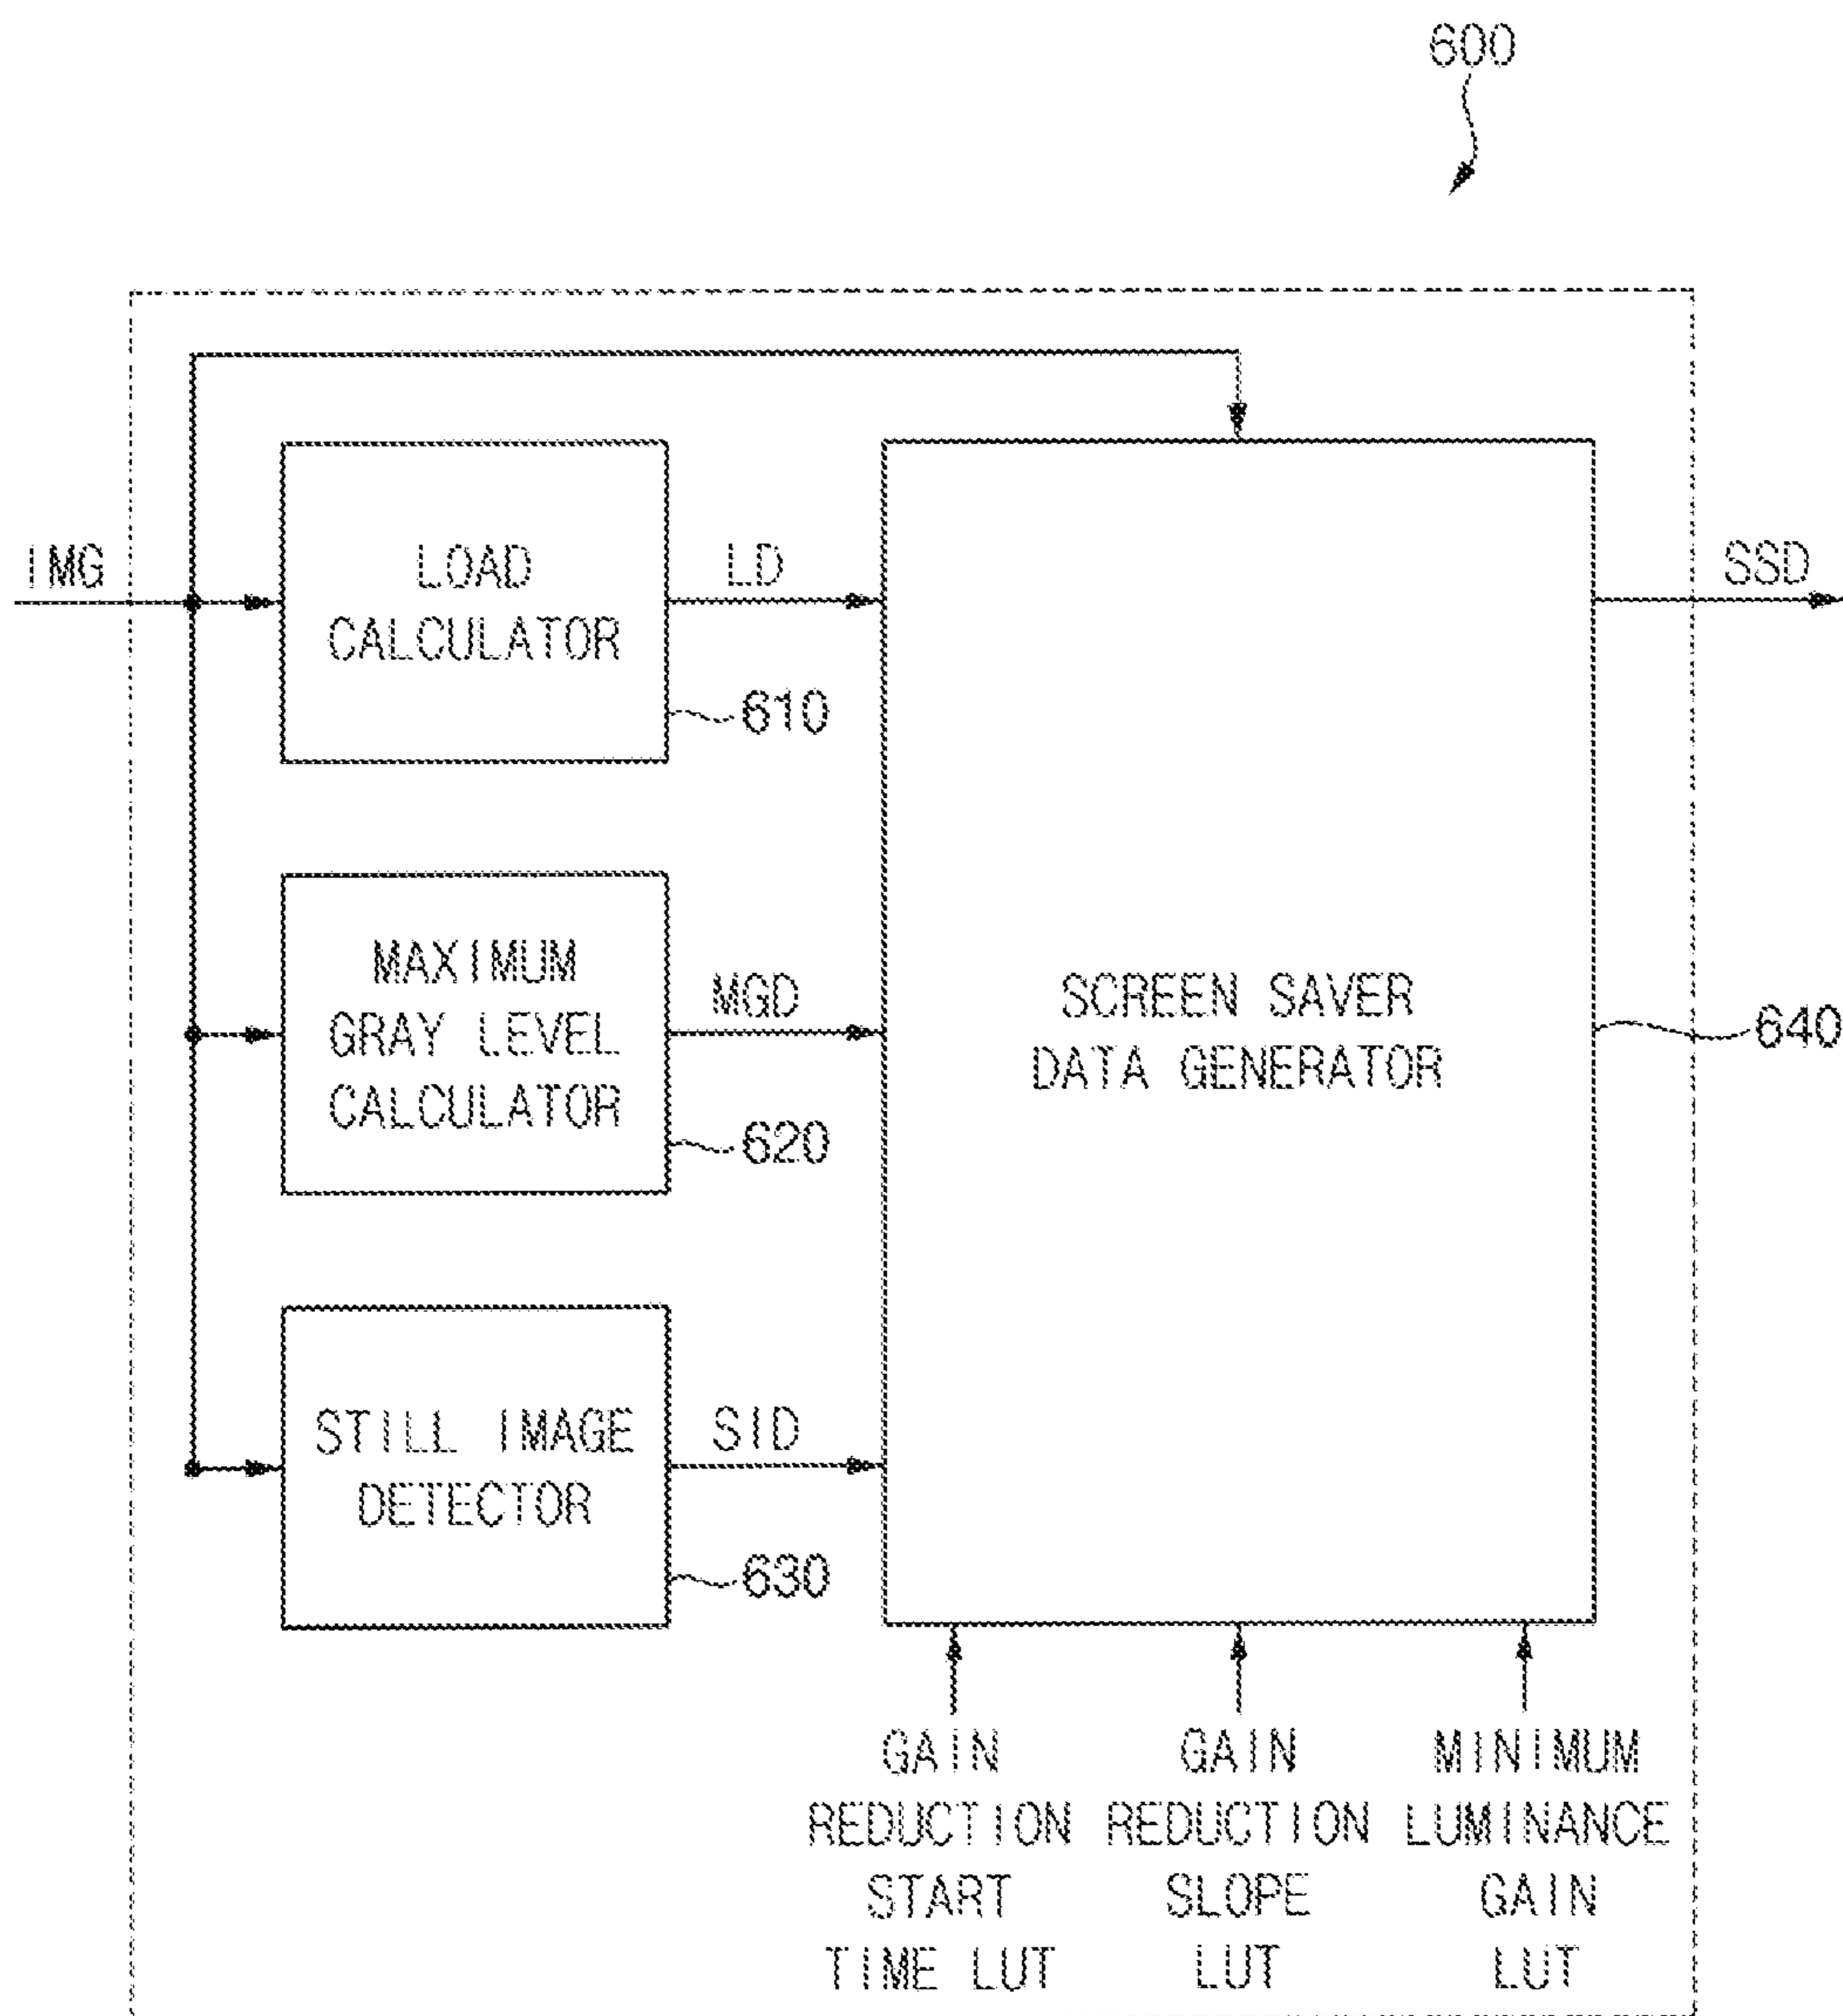 600
IMG
LOAD
CALCULATOR
LD
610
SSD
MAXIMUM
GRAY LEVEL
CALCULATOR
MGD
620
SCREEN SAVER
DATA GENERATOR
640
STILL IMAGE
DETECTOR
SID
630
GAIN
REDUCTION
START
TIME LUT
GAIN
REDUCTION
SLOPE
LUT
MINIMUM
LUMINANCE
GAIN
LUT